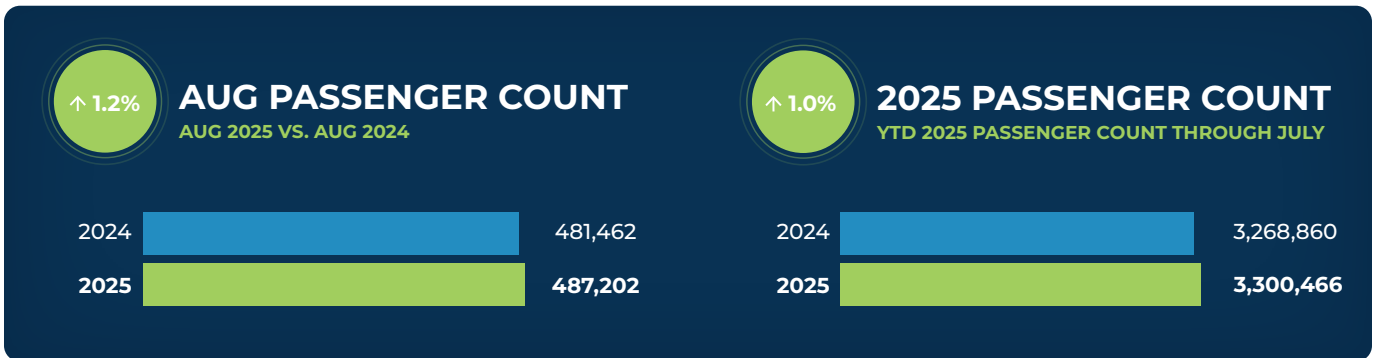 ↑ 1.2%
AUG PASSENGER COUNT
AUG 2025 VS. AUG 2024
2024 481,462
2025 487,202
↑ 1.0%
2025 PASSENGER COUNT
YTD 2025 PASSENGER COUNT THROUGH JULY
2024 3,268,860
2025 3,300,466